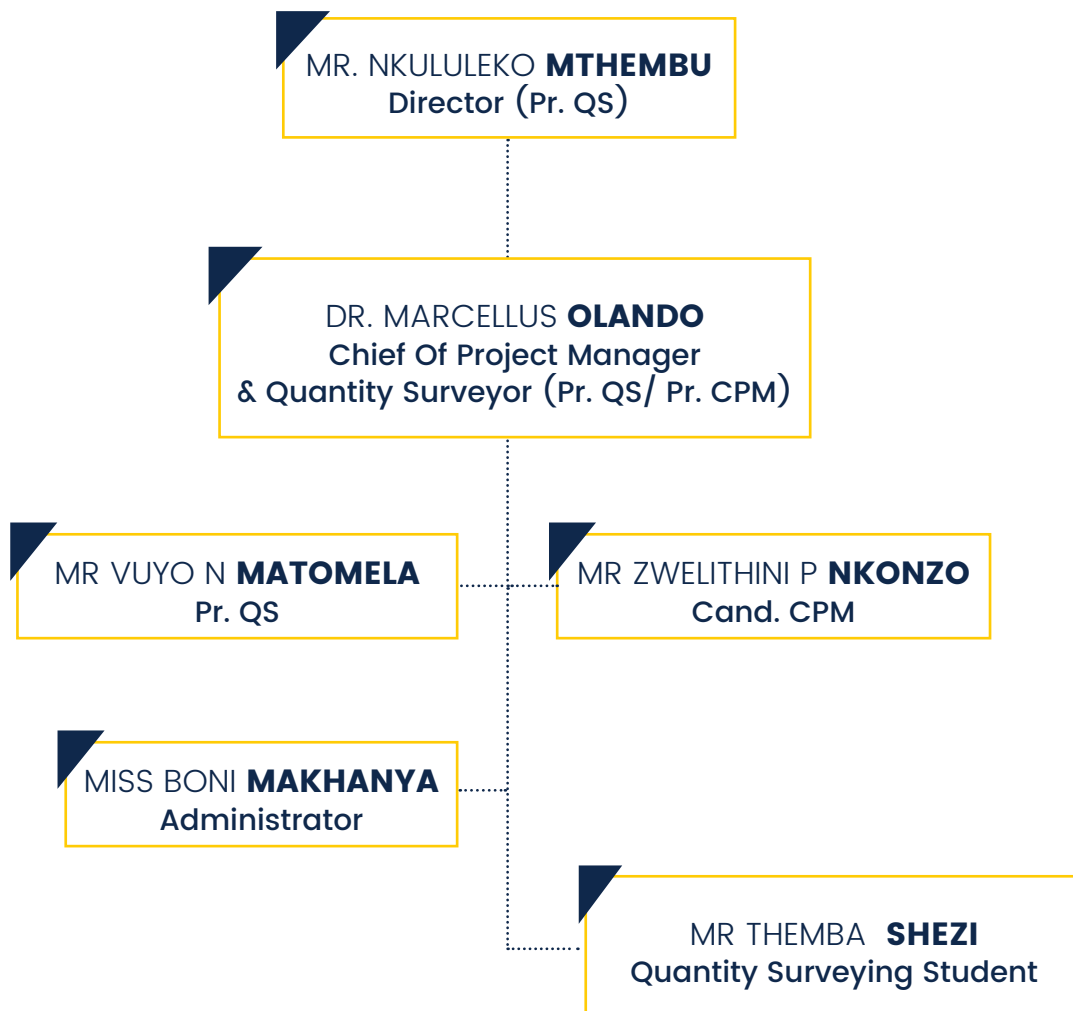 MR. NKULULEKO MTHEMBU
Director (Pr. QS)
DR. MARCELLUS OLANDO
Chief Of Project Manager
& Quantity Surveyor (Pr. QS/ Pr. CPM)
MR VUYO N MATOMELA
Pr. QS
MR ZWELITHINI P NKONZO
Cand. CPM
MISS BONI MAKHANYA
Administrator
MR THEMBA SHEZI
Quantity Surveying Student